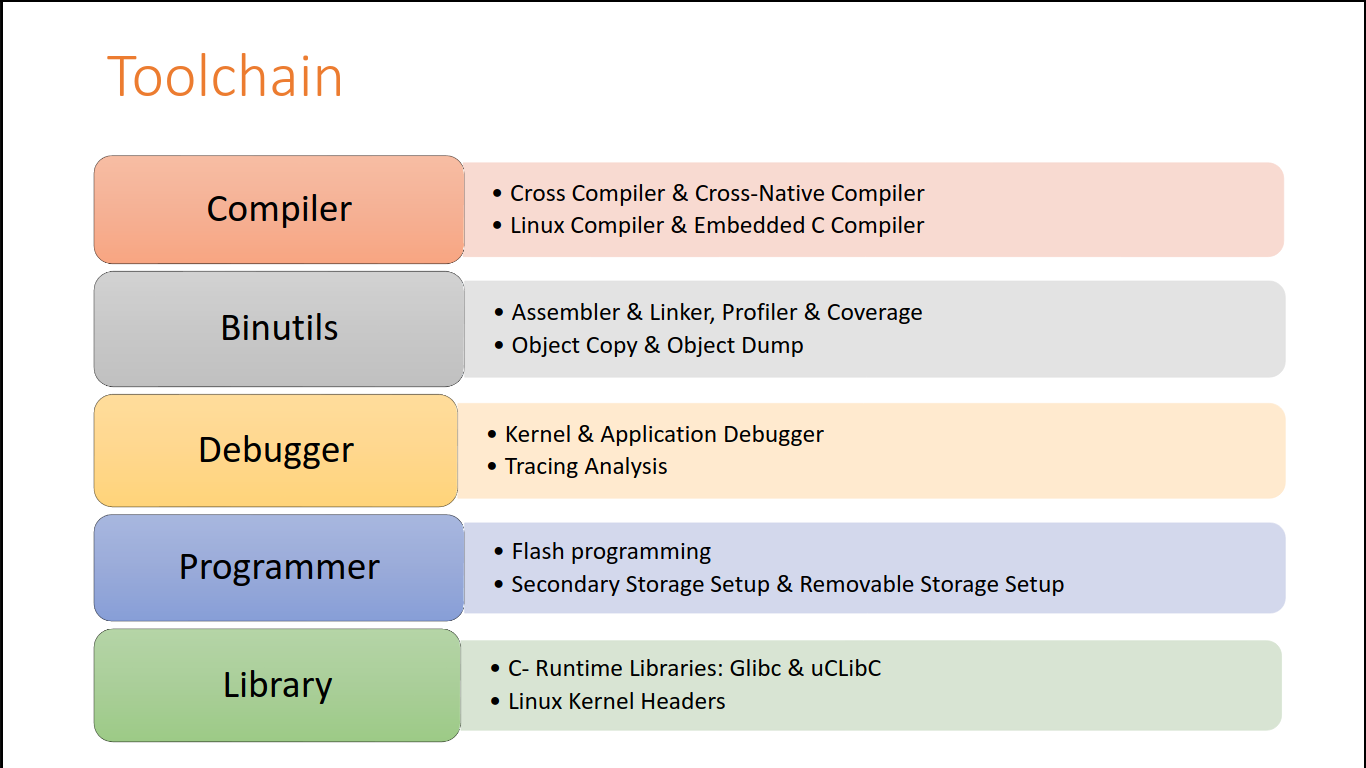 Toolchain
Compiler
• Cross Compiler & Cross-Native Compiler
• Linux Compiler & Embedded C Compiler
Binutils
• Assembler & Linker, Profiler & Coverage
• Object Copy & Object Dump
Debugger
• Kernel & Application Debugger
• Tracing Analysis
Programmer
• Flash programming
• Secondary Storage Setup & Removable Storage Setup
Library
• C- Runtime Libraries: Glibc & uCLibC
• Linux Kernel Headers